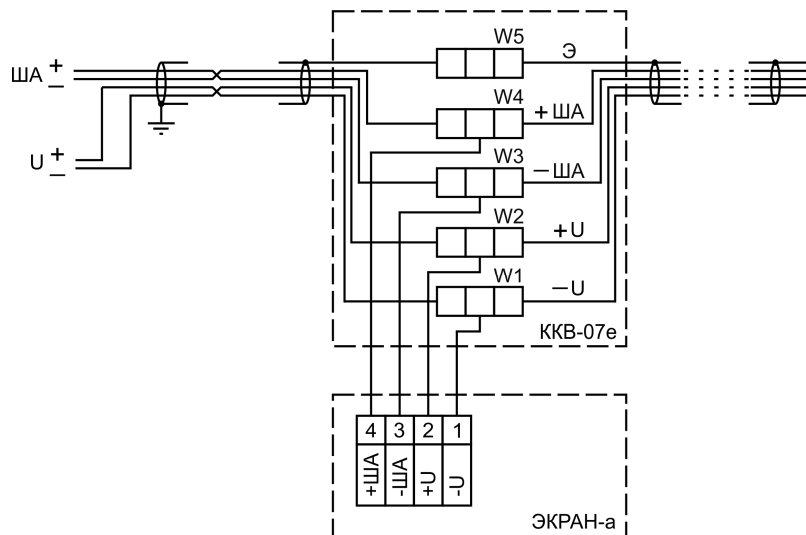 W5
Э
ША + –
W4
+ША
W3
–ША
U + –
W2
+U
W1
–U
ККВ-07е
4 3 2 1
+ША -ША +U -U
ЭКРАН-а